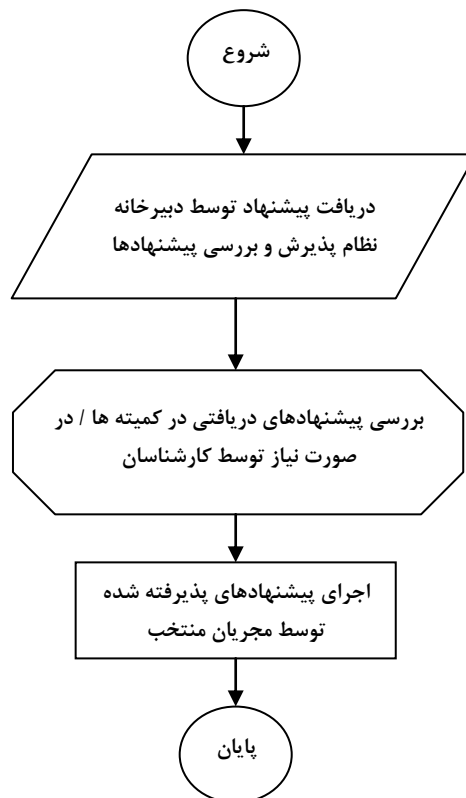 شروع
دریافت پیشنهاد توسط دبیرخانه
نظام پذیرش و بررسی پیشنهادها
بررسی پیشنهادهای دریافتی در کمیته ها / در
صورت نیاز توسط کارشناسان
اجرای پیشنهادهای پذیرفته شده
توسط مجریان منتخب
پایان